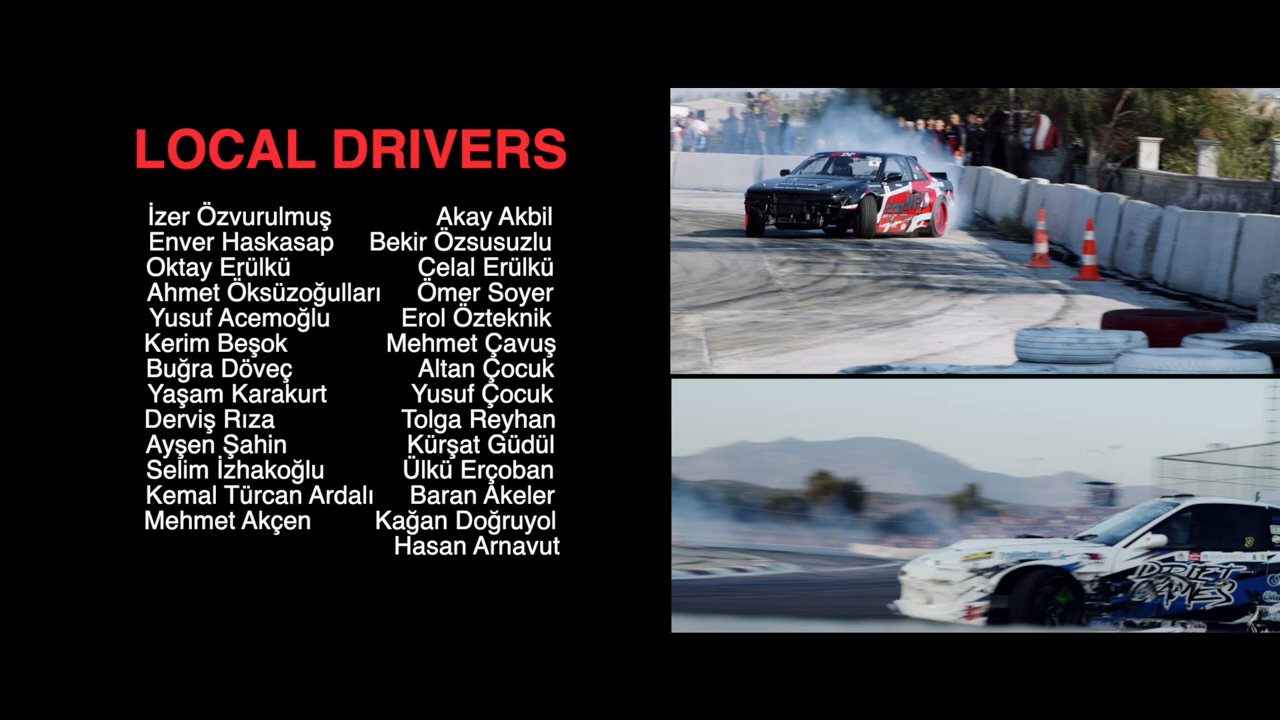 LOCAL DRIVERS
İzer Özvurulmuş
Enver Haskasap
Oktay Erülkü
Ahmet Öksüzoğulları
Yusuf Acemoğlu
Kerim Beşok
Buğra Döveç
Yaşam Karakurt
Derviş Rıza
Ayşen Şahin
Selim İzhakoğlu
Kemal Türcan Ardalı
Mehmet Akçen
Akay Akbil
Bekir Özsusuzlu
Celal Erülkü
Ömer Soyer
Erol Özteknik
Mehmet Çavuş
Altan Çocuk
Yusuf Çocuk
Tolga Reyhan
Kürşat Güdül
Ülkü Erçoban
Baran Akeler
Kağan Doğruyol
Hasan Arnavut
DRIFT
GAMES